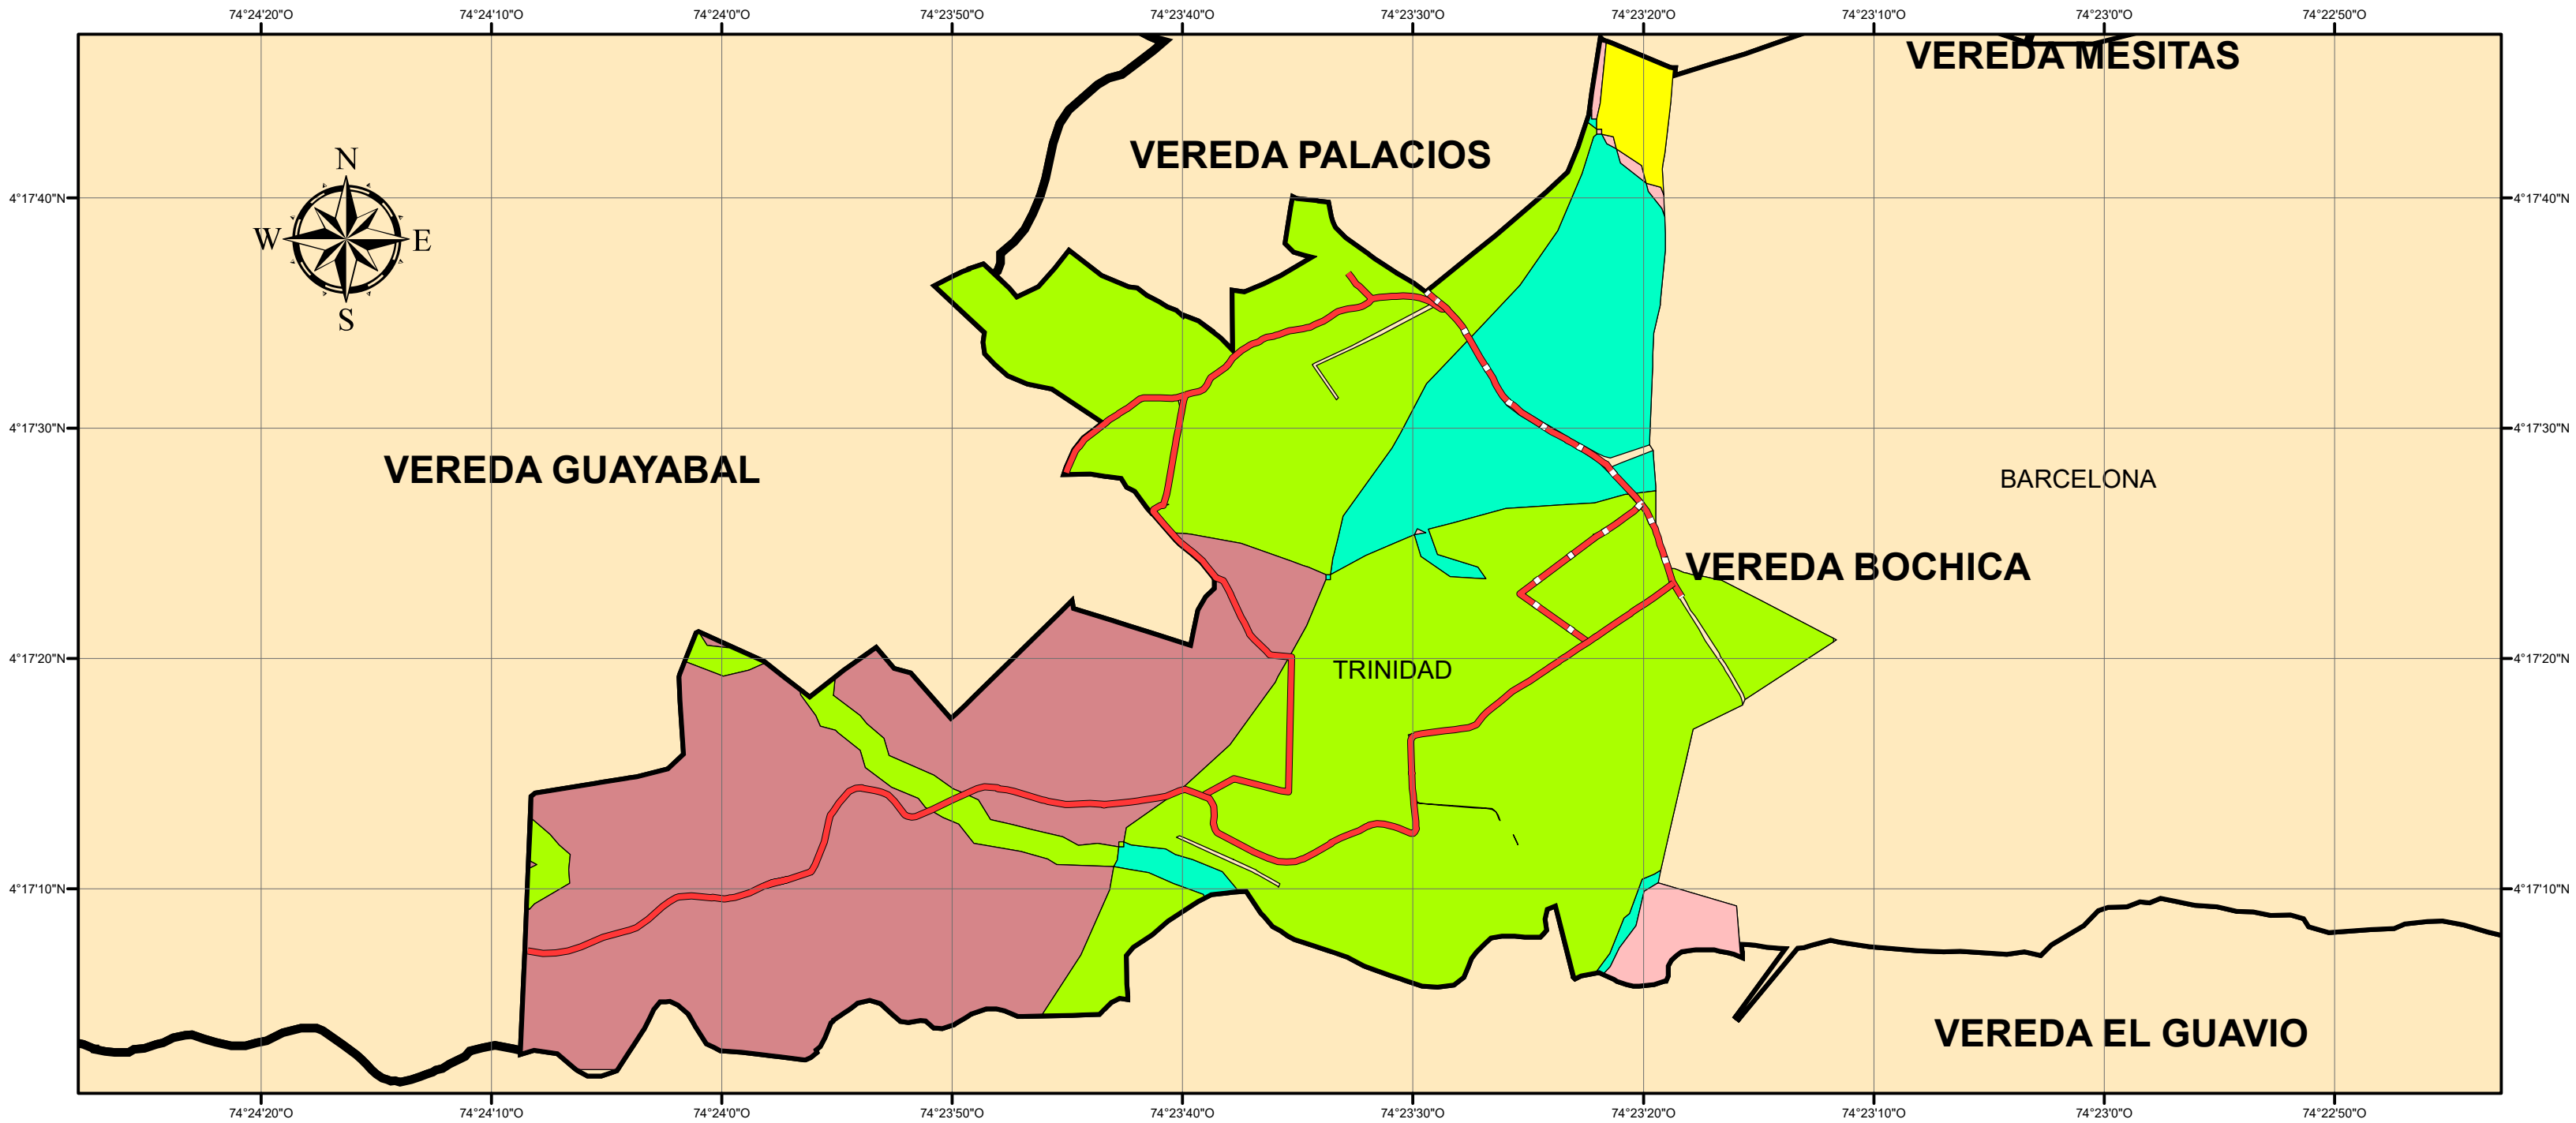 74°24'20"O 74°24'10"O 74°24'0"O 74°23'50"O 74°23'40"O 74°23'30"O 74°23'20"O 74°23'10"O 74°23'0"O 74°22'50"O
VEREDA MESITAS
VEREDA PALACIOS
N
4°17'40"N 4°17'40"N
W E
S
4°17'30"N 4°17'30"N
VEREDA GUAYABAL
BARCELONA
VEREDA BOCHICA
4°17'20"N 4°17'20"N
TRINIDAD
4°17'10"N 4°17'10"N
VEREDA EL GUAVIO
74°24'20"O 74°24'10"O 74°24'0"O 74°23'50"O 74°23'40"O 74°23'30"O 74°23'20"O 74°23'10"O 74°23'0"O 74°22'50"O